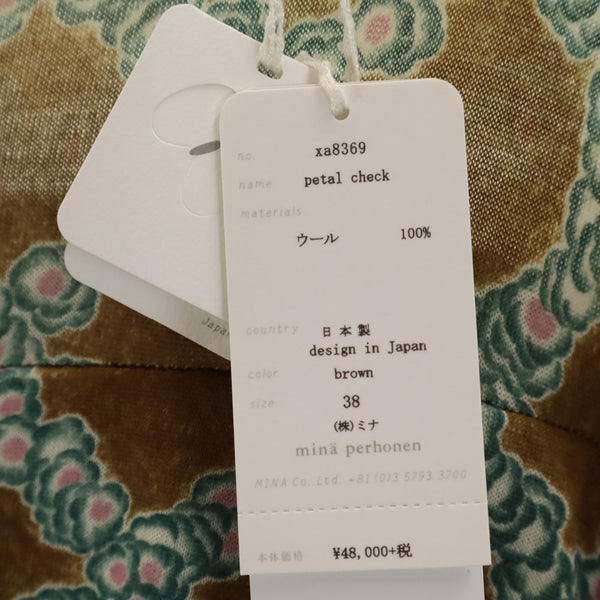 no. xa8369
name petal check
materials
ウール 100%
country 日本製
design in Japan
color brown
size 38
(株)ミナ
minä perhonen
MINA Co.,Ltd. +81(0)3 5793 3700
本体価格 ¥48,000+税
Japan